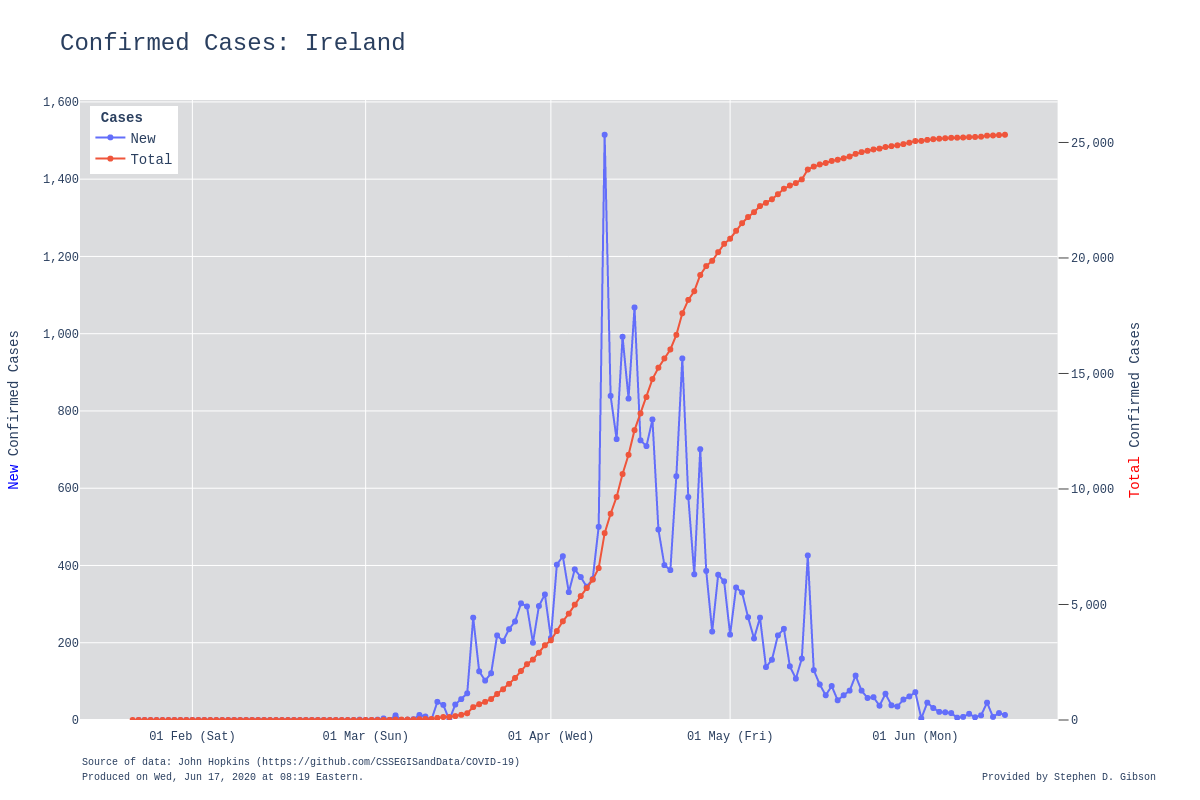 Confirmed Cases: Ireland
Cases
New
Total
1,600
1,400
1,200
1,000
800
600
400
200
0
New Confirmed Cases
25,000
20,000
15,000
10,000
5,000
0
Total Confirmed Cases
01 Feb (Sat) 01 Mar (Sun) 01 Apr (Wed) 01 May (Fri) 01 Jun (Mon)
Source of data: John Hopkins (https://github.com/CSSEGISandData/COVID-19)
Produced on Wed, Jun 17, 2020 at 08:19 Eastern.
Provided by Stephen D. Gibson